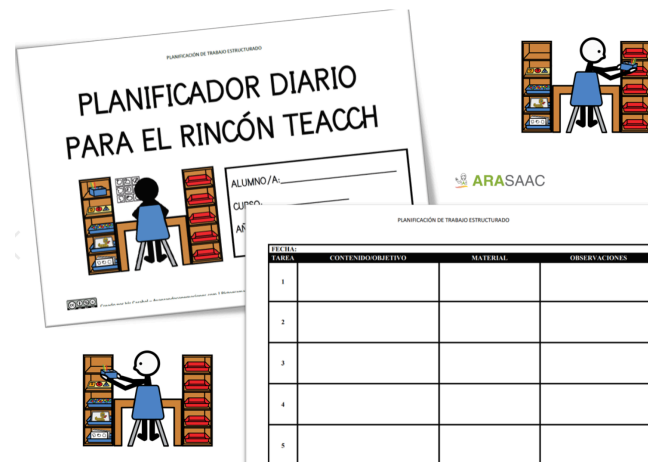 PLANIFICACIÓN DE TRABAJO ESTRUCTURADO
PLANIFICADOR DIARIO
PARA EL RINCÓN TEACCH
ALUMNO/A:
CURSO:
ARASAAC
PLANIFICACIÓN DE TRABAJO ESTRUCTURADO
FECHA:
TAREA CONTENIDO/OBJETIVO MATERIAL OBSERVACIONES
1
2
3
4
5